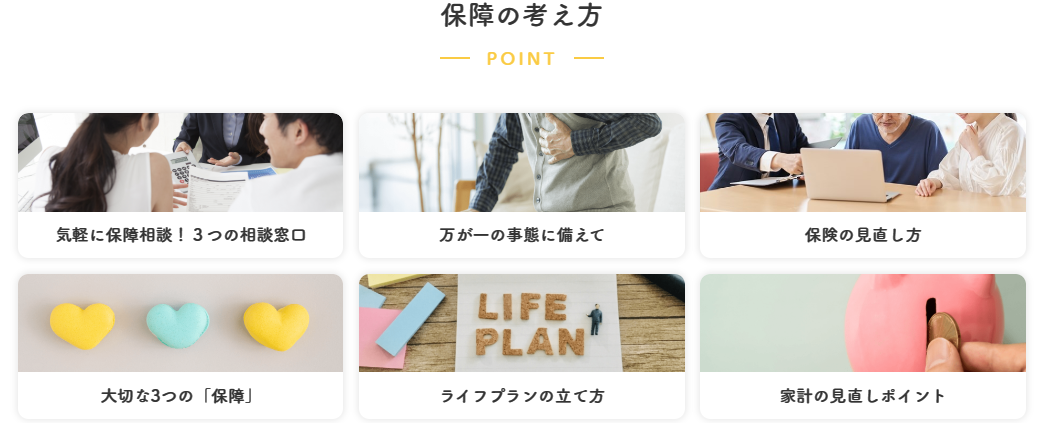 保障の考え方
POINT
気軽に保障相談！３つの相談窓口
万が一の事態に備えて
保険の見直し方
大切な3つの「保障」
LIFE
PLAN
ライフプランの立て方
家計の見直しポイント